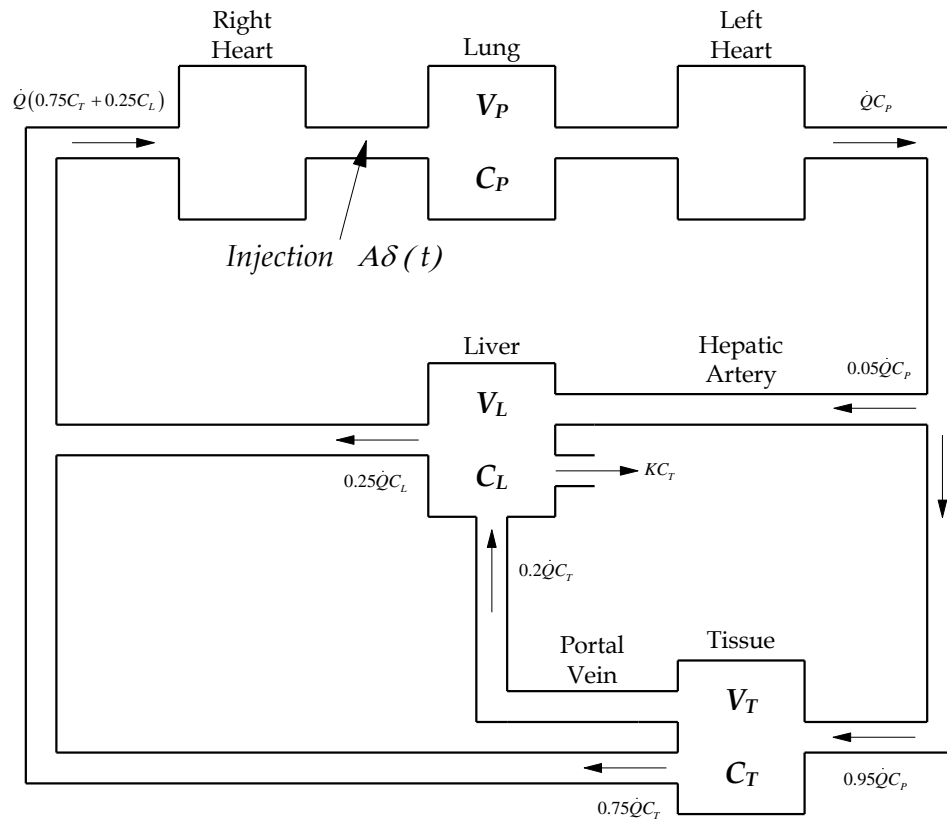 Right
Heart
Lung
Left
Heart
Q̇(0.75C_T + 0.25C_L)
V_P
Q̇C_P
C_P
Injection Aδ(t)
Liver
Hepatic
Artery
0.05Q̇C_P
V_L
0.25Q̇C_L
C_L
KC_T
0.2Q̇C_T
Portal
Vein
Tissue
V_T
C_T
0.95Q̇C_P
0.75Q̇C_T